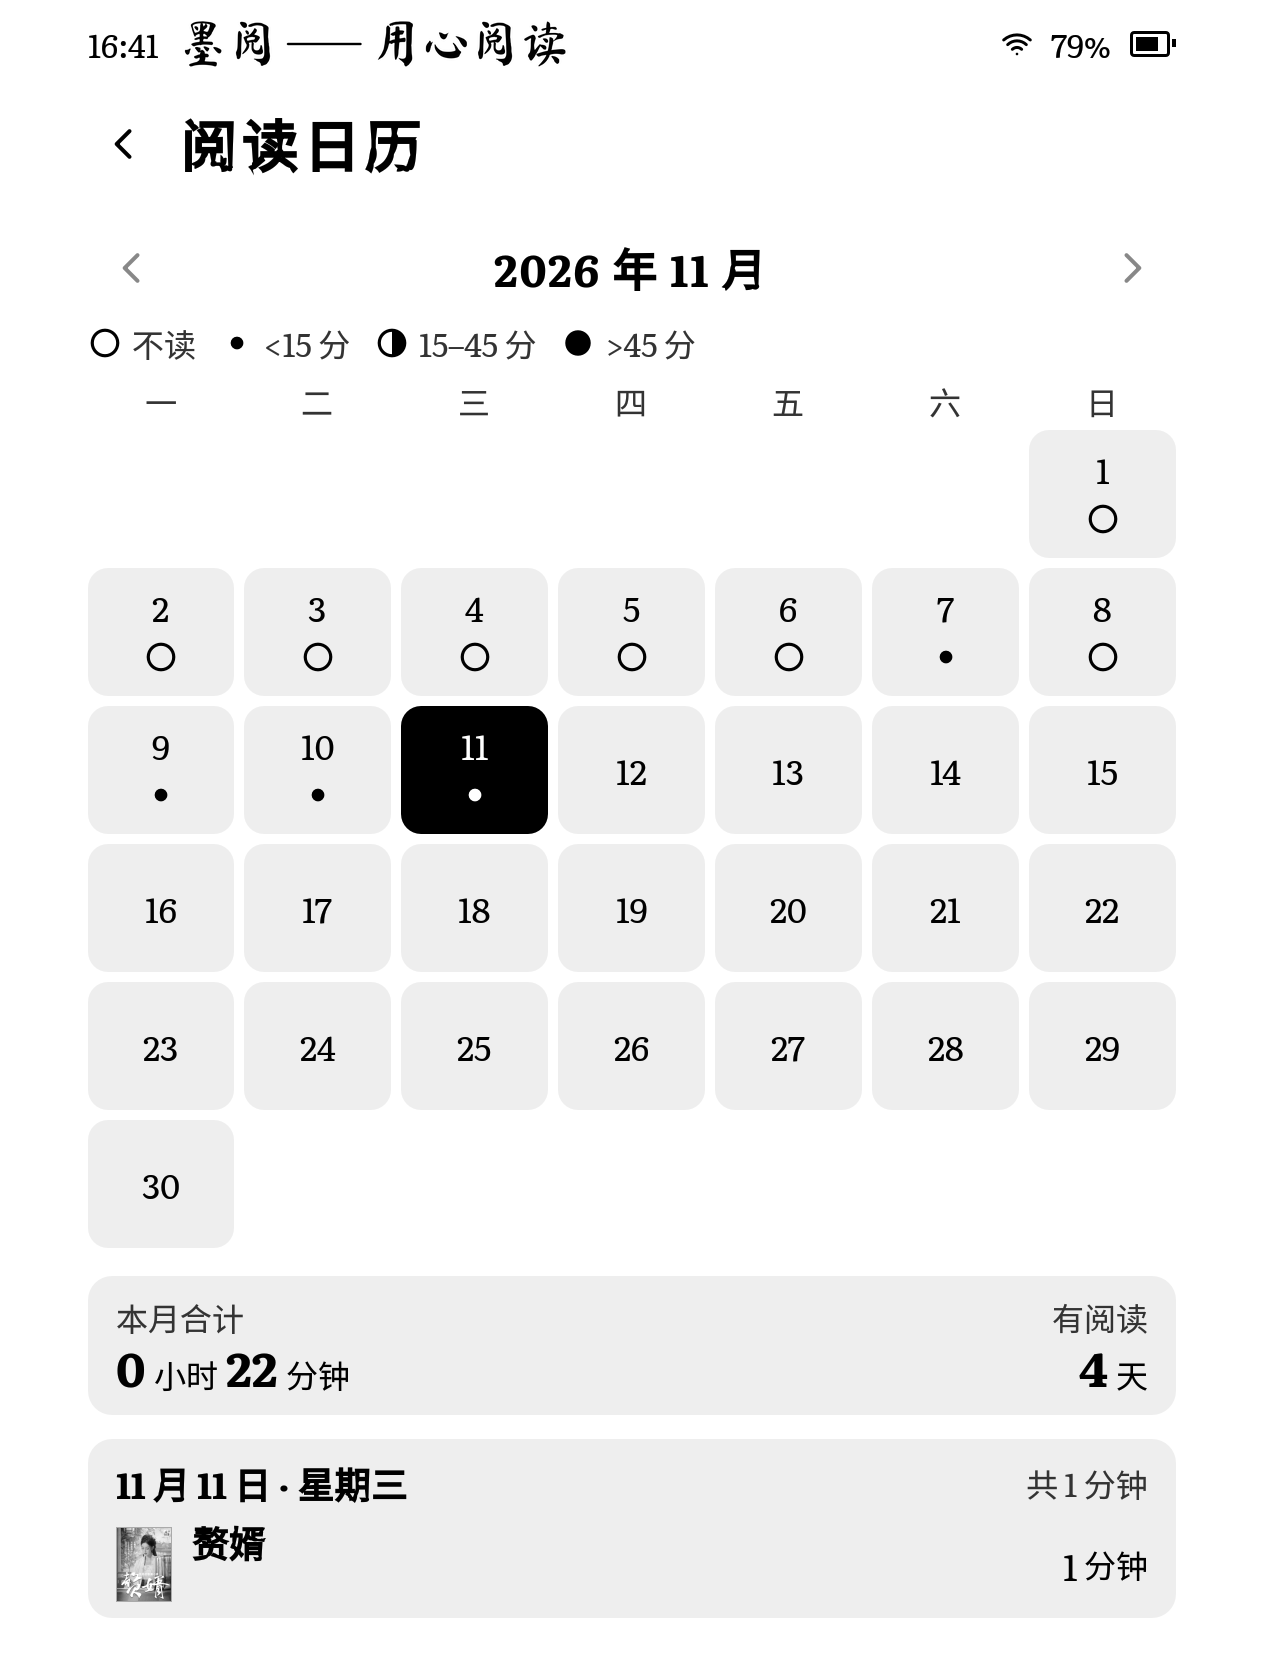 16:41 墨阅 —— 用心阅读 79%
阅读日历
2026 年 11 月
不读 <15 分 15–45 分 >45 分
一 二 三 四 五 六 日
1
2 3 4 5 6 7 8
9 10 11 12 13 14 15
16 17 18 19 20 21 22
23 24 25 26 27 28 29
30
本月合计 有阅读
0 小时 22 分钟 4 天
11 月 11 日 · 星期三 共 1 分钟
赘婿
赘婿 1 分钟